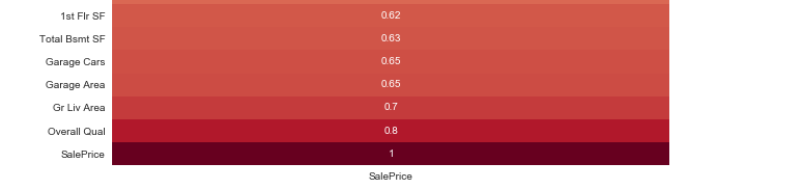 1st Flr SF 0.62
Total Bsmt SF 0.63
Garage Cars 0.65
Garage Area 0.65
Gr Liv Area 0.7
Overall Qual 0.8
SalePrice 1
SalePrice